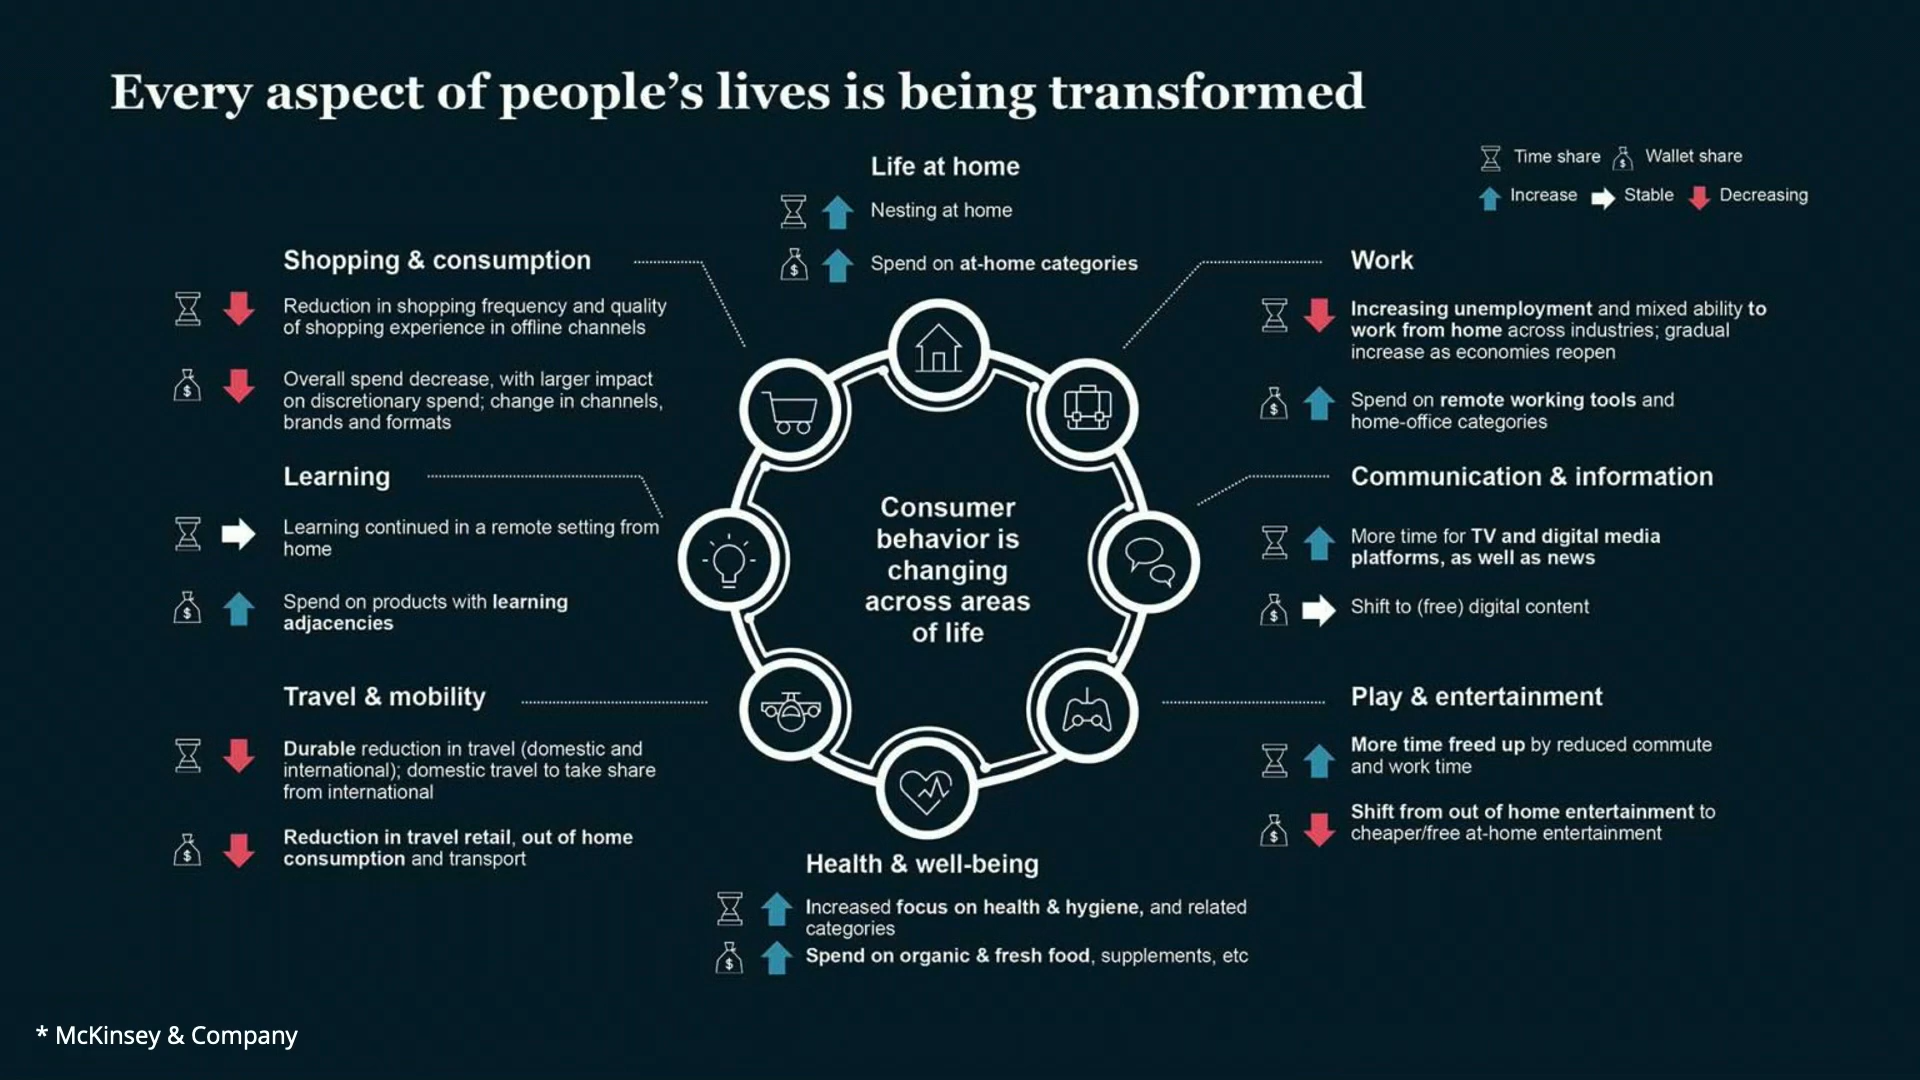 Every aspect of people's lives is being transformed
Time share
Wallet share
Increase
Stable
Decreasing
Life at home
Nesting at home
$
Spend on at-home categories
Shopping & consumption
Reduction in shopping frequency and quality
of shopping experience in offline channels
$
Overall spend decrease, with larger impact
on discretionary spend; change in channels,
brands and formats
Work
Increasing unemployment and mixed ability to
work from home across industries; gradual
increase as economies reopen
$
Spend on remote working tools and
home-office categories
Learning
Learning continued in a remote setting from
home
$
Spend on products with learning
adjacencies
Consumer
behavior is
changing
across areas
of life
Communication & information
More time for TV and digital media
platforms, as well as news
$
Shift to (free) digital content
Travel & mobility
Durable reduction in travel (domestic and
international); domestic travel to take share
from international
$
Reduction in travel retail, out of home
consumption and transport
Play & entertainment
More time freed up by reduced commute
and work time
$
Shift from out of home entertainment to
cheaper/free at-home entertainment
Health & well-being
Increased focus on health & hygiene, and related
categories
$
Spend on organic & fresh food, supplements, etc
* McKinsey & Company